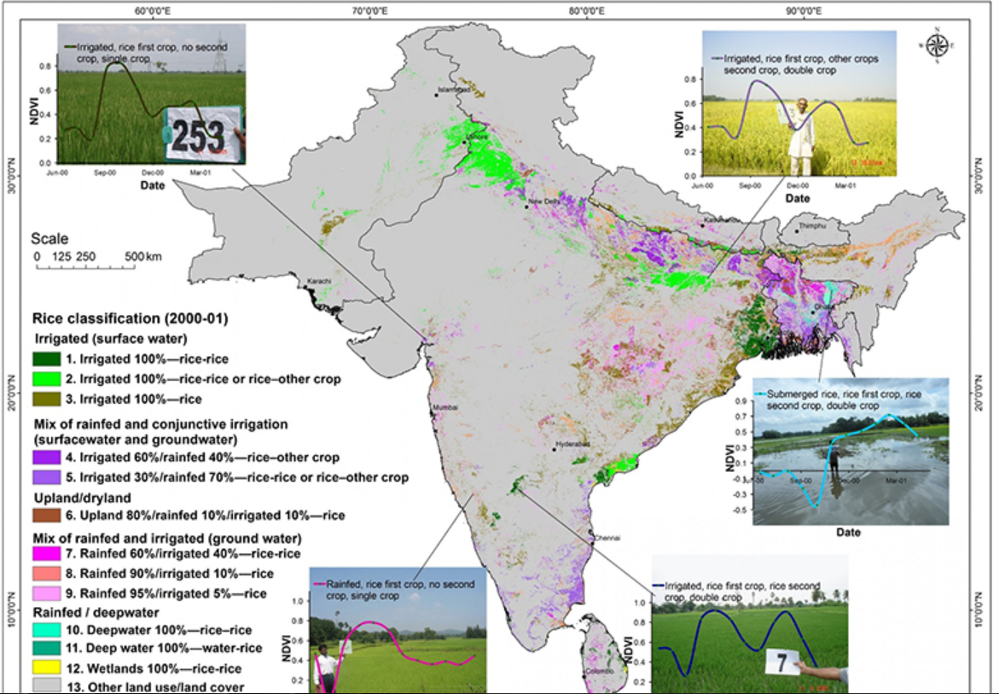 60°0'0"E 70°0'0"E 80°0'0"E 90°0'0"E
N
W E
S
30°0'0"N
20°0'0"N
10°0'0"N
30°0'0"N
20°0'0"N
10°0'0"N
Irrigated, rice first crop, no second
crop, single crop
NDVI
0.8
0.6
0.4
0.2
0.0
253
Jun-00 Sep-00 Dec-00 Mar-01
Date
Irrigated, rice first crop, other crops
second crop, double crop
NDVI
0.8
0.6
0.4
0.2
0.0
Jun-00 Sep-00 Dec-00 Mar-01
Date
Islamabad
Lahore
New Delhi
Kathmandu
Thimphu
Karachi
Dhaka
Mumbai
Hyderabad
Chennai
Colombo
Scale
0 125 250 500 km
Rice classification (2000-01)
Irrigated (surface water)
1. Irrigated 100%—rice-rice
2. Irrigated 100%—rice-rice or rice–other crop
3. Irrigated 100%—rice
Mix of rainfed and conjunctive irrigation
(surfacewater and groundwater)
4. Irrigated 60%/rainfed 40%—rice–other crop
5. Irrigated 30%/rainfed 70%—rice-rice or rice–other crop
Upland/dryland
6. Upland 80%/rainfed 10%/irrigated 10%—rice
Mix of rainfed and irrigated (ground water)
7. Rainfed 60%/irrigated 40%—rice-rice
8. Rainfed 90%/irrigated 10%—rice
9. Rainfed 95%/irrigated 5%—rice
Rainfed / deepwater
10. Deepwater 100%—rice–rice
11. Deep water 100%—water-rice
12. Wetlands 100%—rice-rice
13. Other land use/land cover
Submerged rice, rice first crop, rice
second crop, double crop
NDVI
0.9
0.7
0.5
0.3
0.1
-0.1
-0.3
-0.5
Jun-00 Sep-00 Dec-00 Mar-01
Date
Rainfed, rice first crop, no second
crop, single crop
NDVI
1.0
0.8
0.6
0.4
0.2
Irrigated, rice first crop, rice second
crop, double crop
NDVI
1.0
0.8
0.6
0.4
0.2
7